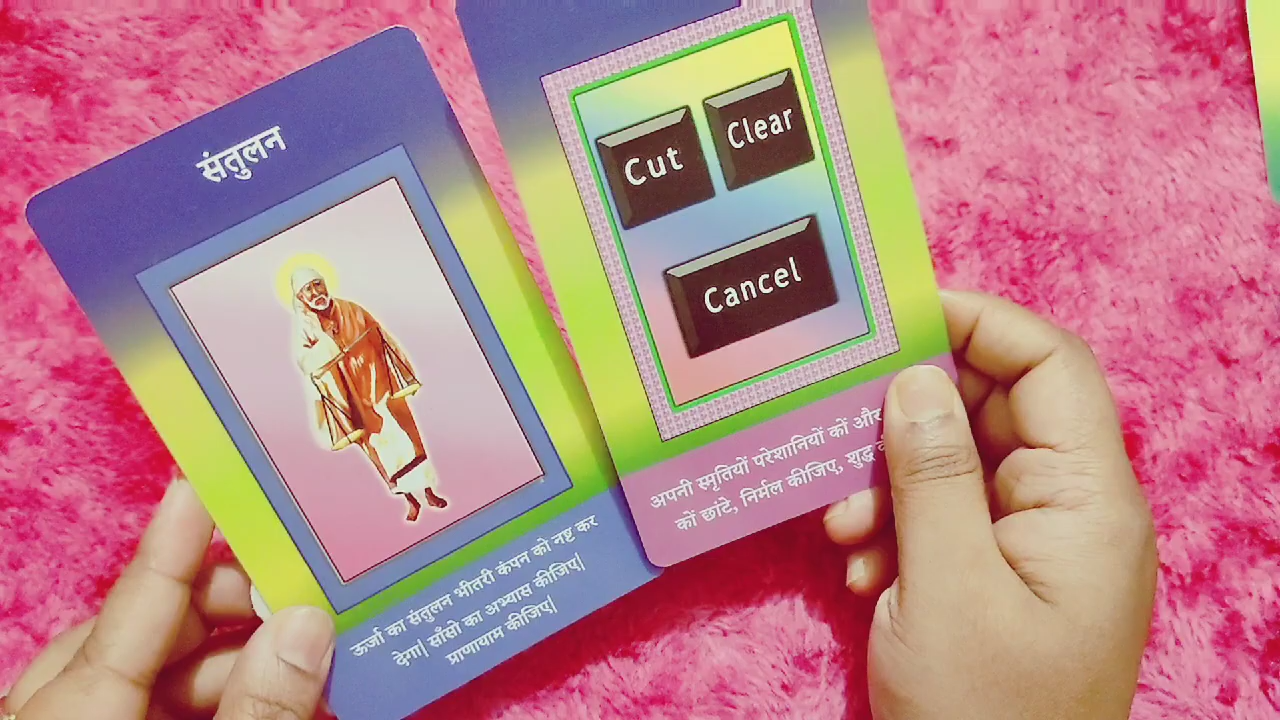 संतुलन
ऊर्जा का संतुलन भीतरी कंपन को नष्ट कर
देगा| साँसो का अभ्यास कीजिए|
प्राणायाम कीजिए|
Cut Clear
Cancel
अपनी स्मृतियों परेशानियों कों और
कों छांटे, निर्मल कीजिए, शुद्ध